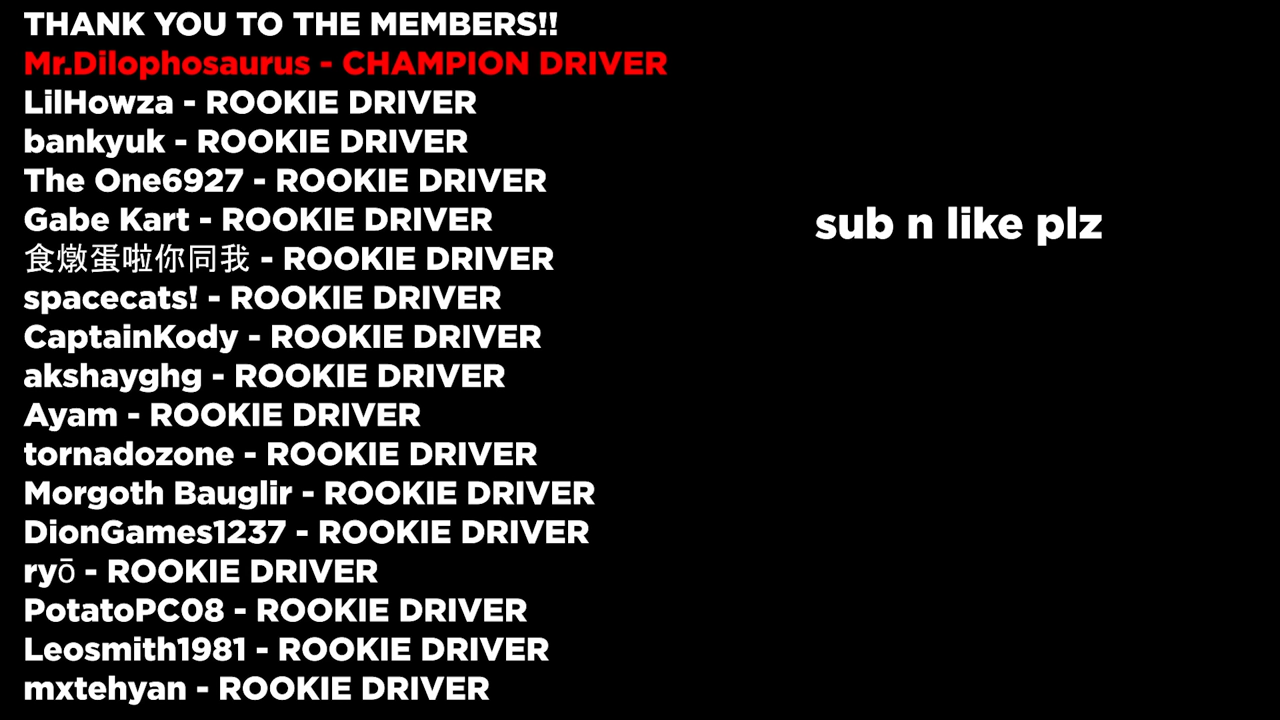 THANK YOU TO THE MEMBERS!!
Mr.Dilophosaurus - CHAMPION DRIVER
LilHowza - ROOKIE DRIVER
bankyuk - ROOKIE DRIVER
The One6927 - ROOKIE DRIVER
Gabe Kart - ROOKIE DRIVER
食燉蛋啦你同我 - ROOKIE DRIVER
spacecats! - ROOKIE DRIVER
CaptainKody - ROOKIE DRIVER
akshayghg - ROOKIE DRIVER
Ayam - ROOKIE DRIVER
tornadozone - ROOKIE DRIVER
Morgoth Bauglir - ROOKIE DRIVER
DionGames1237 - ROOKIE DRIVER
ryō - ROOKIE DRIVER
PotatoPC08 - ROOKIE DRIVER
Leosmith1981 - ROOKIE DRIVER
mxtehyan - ROOKIE DRIVER
sub n like plz